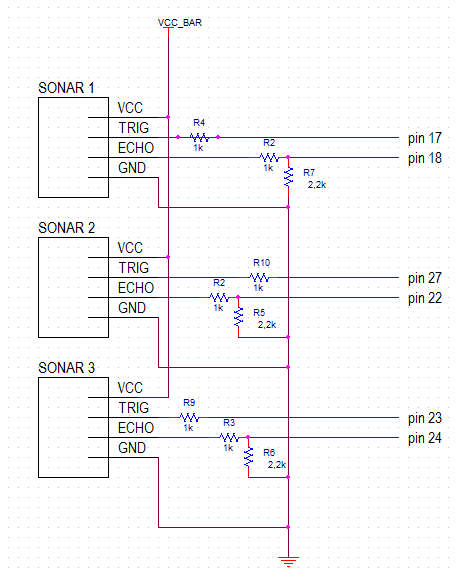 VCC_BAR
SONAR 1
VCC
TRIG
ECHO
GND
R4
1k
R2
1k
R7
2,2k
pin 17
pin 18
SONAR 2
VCC
TRIG
ECHO
GND
R10
1k
R2
1k
R5
2,2k
pin 27
pin 22
SONAR 3
VCC
TRIG
ECHO
GND
R9
1k
R3
1k
R6
2,2k
pin 23
pin 24